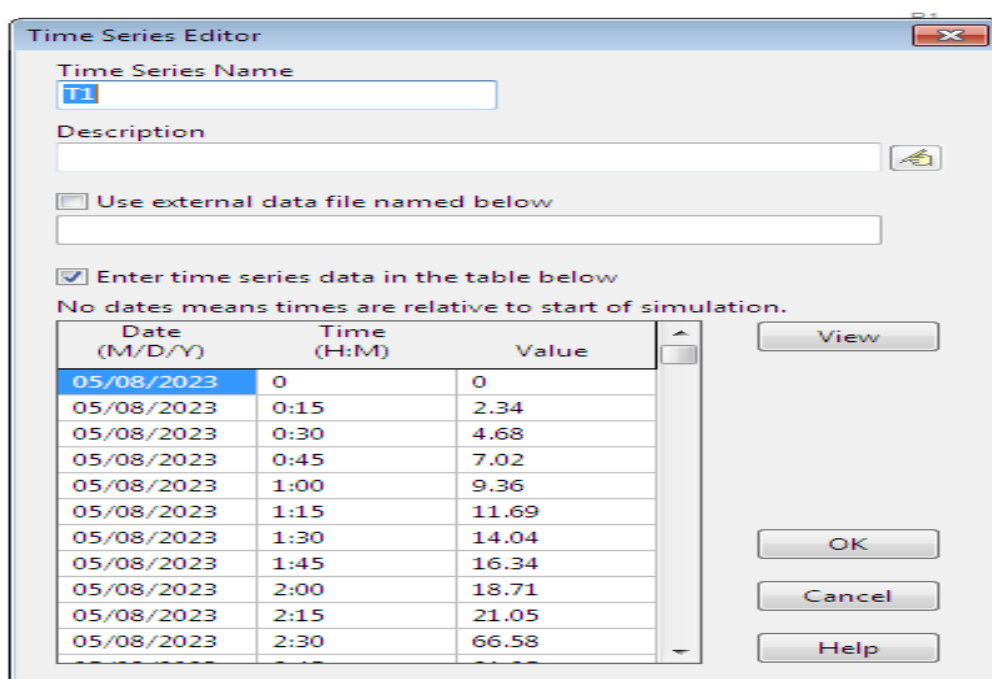 Time Series Editor
Time Series Name
T1
Description
Use external data file named below
Enter time series data in the table below
No dates means times are relative to start of simulation.
Date Time
(M/D/Y) (H:M) Value
View
05/08/2023 0 0
05/08/2023 0:15 2.34
05/08/2023 0:30 4.68
05/08/2023 0:45 7.02
05/08/2023 1:00 9.36
05/08/2023 1:15 11.69
05/08/2023 1:30 14.04
OK
05/08/2023 1:45 16.34
05/08/2023 2:00 18.71
Cancel
05/08/2023 2:15 21.05
05/08/2023 2:30 66.58
Help